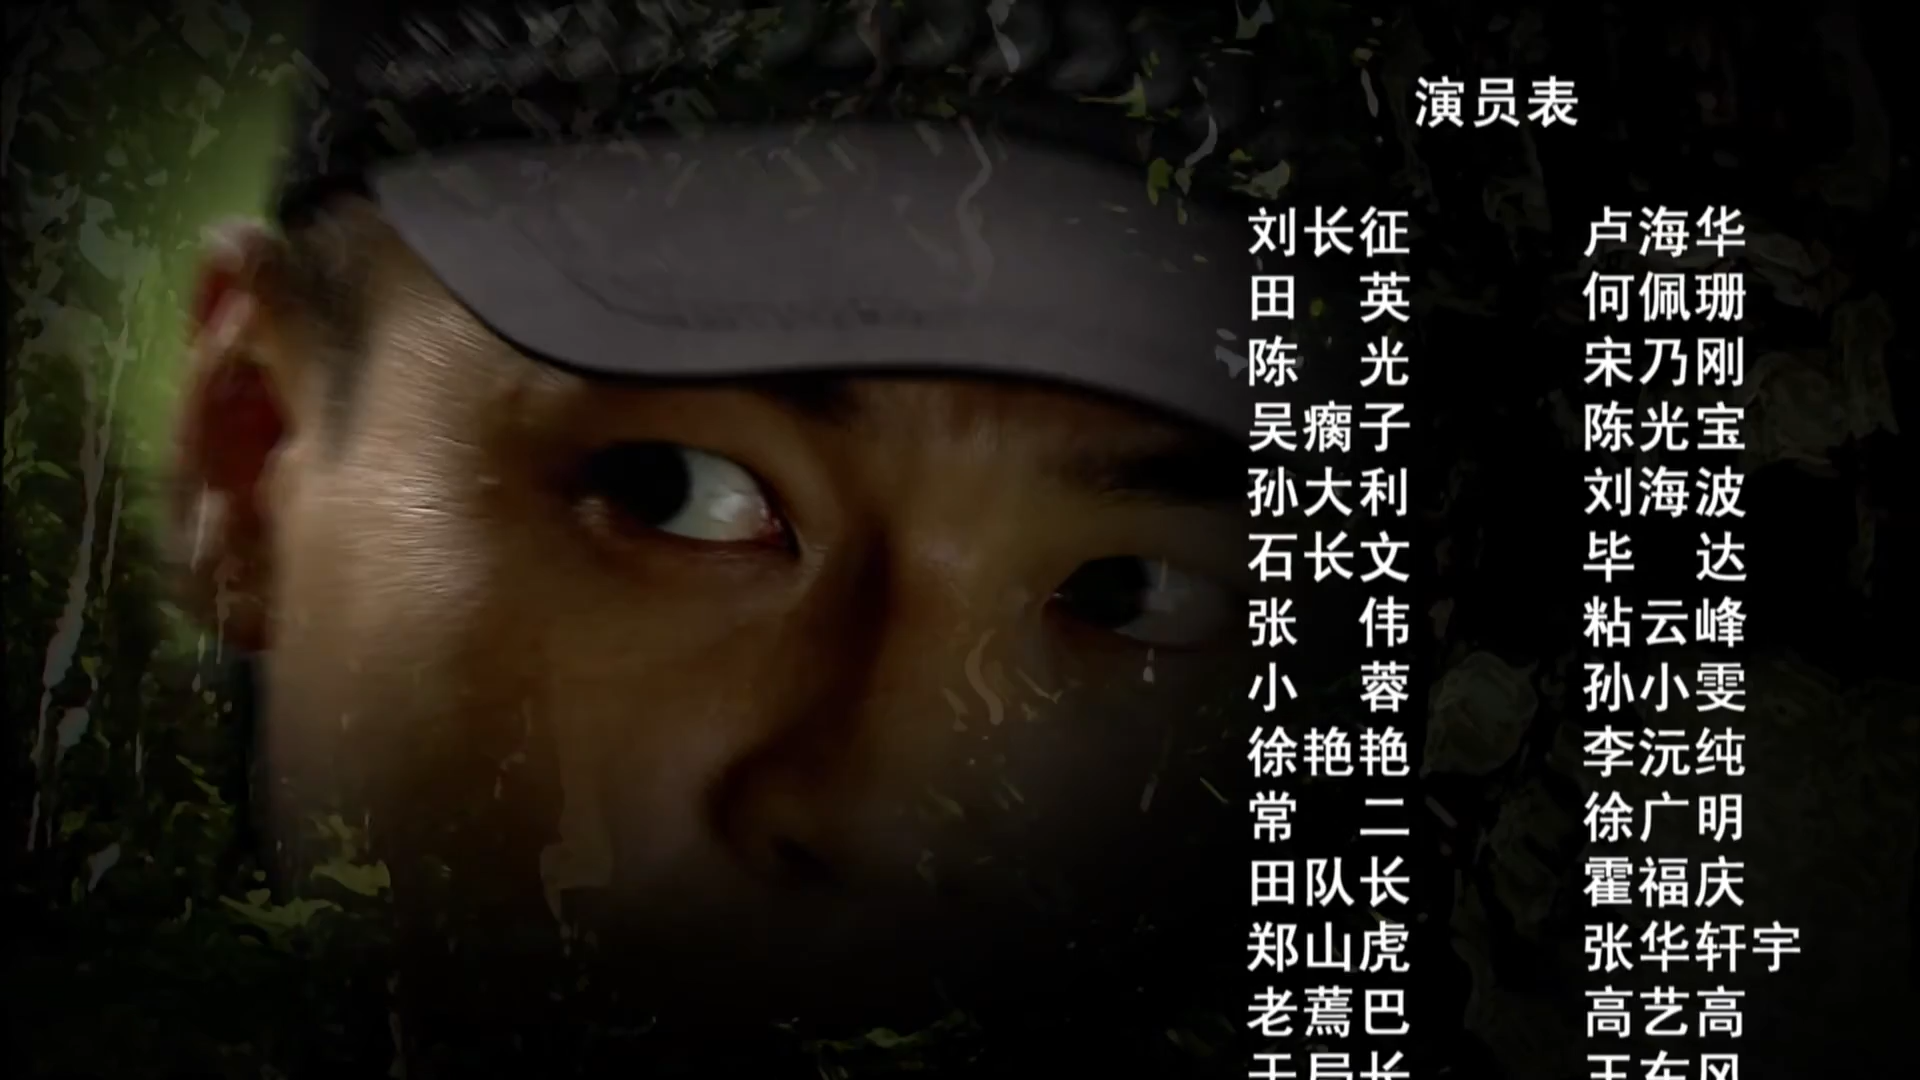 演员表
刘长征 卢海华
田 英 何佩珊
陈 光 宋乃刚
吴瘸子 陈光宝
孙大利 刘海波
石长文 毕 达
张 伟 粘云峰
小 蓉 孙小雯
徐艳艳 李沅纯
常 二 徐广明
田队长 霍福庆
郑山虎 张华轩宇
老蔫巴 高艺高